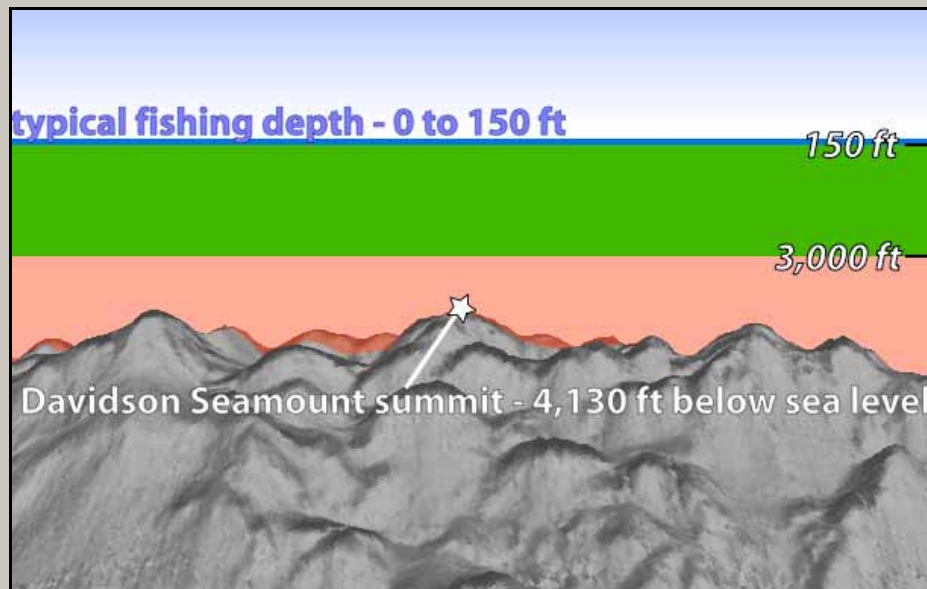 typical fishing depth - 0 to 150 ft
150 ft
3,000 ft
Davidson Seamount summit - 4,130 ft below sea level